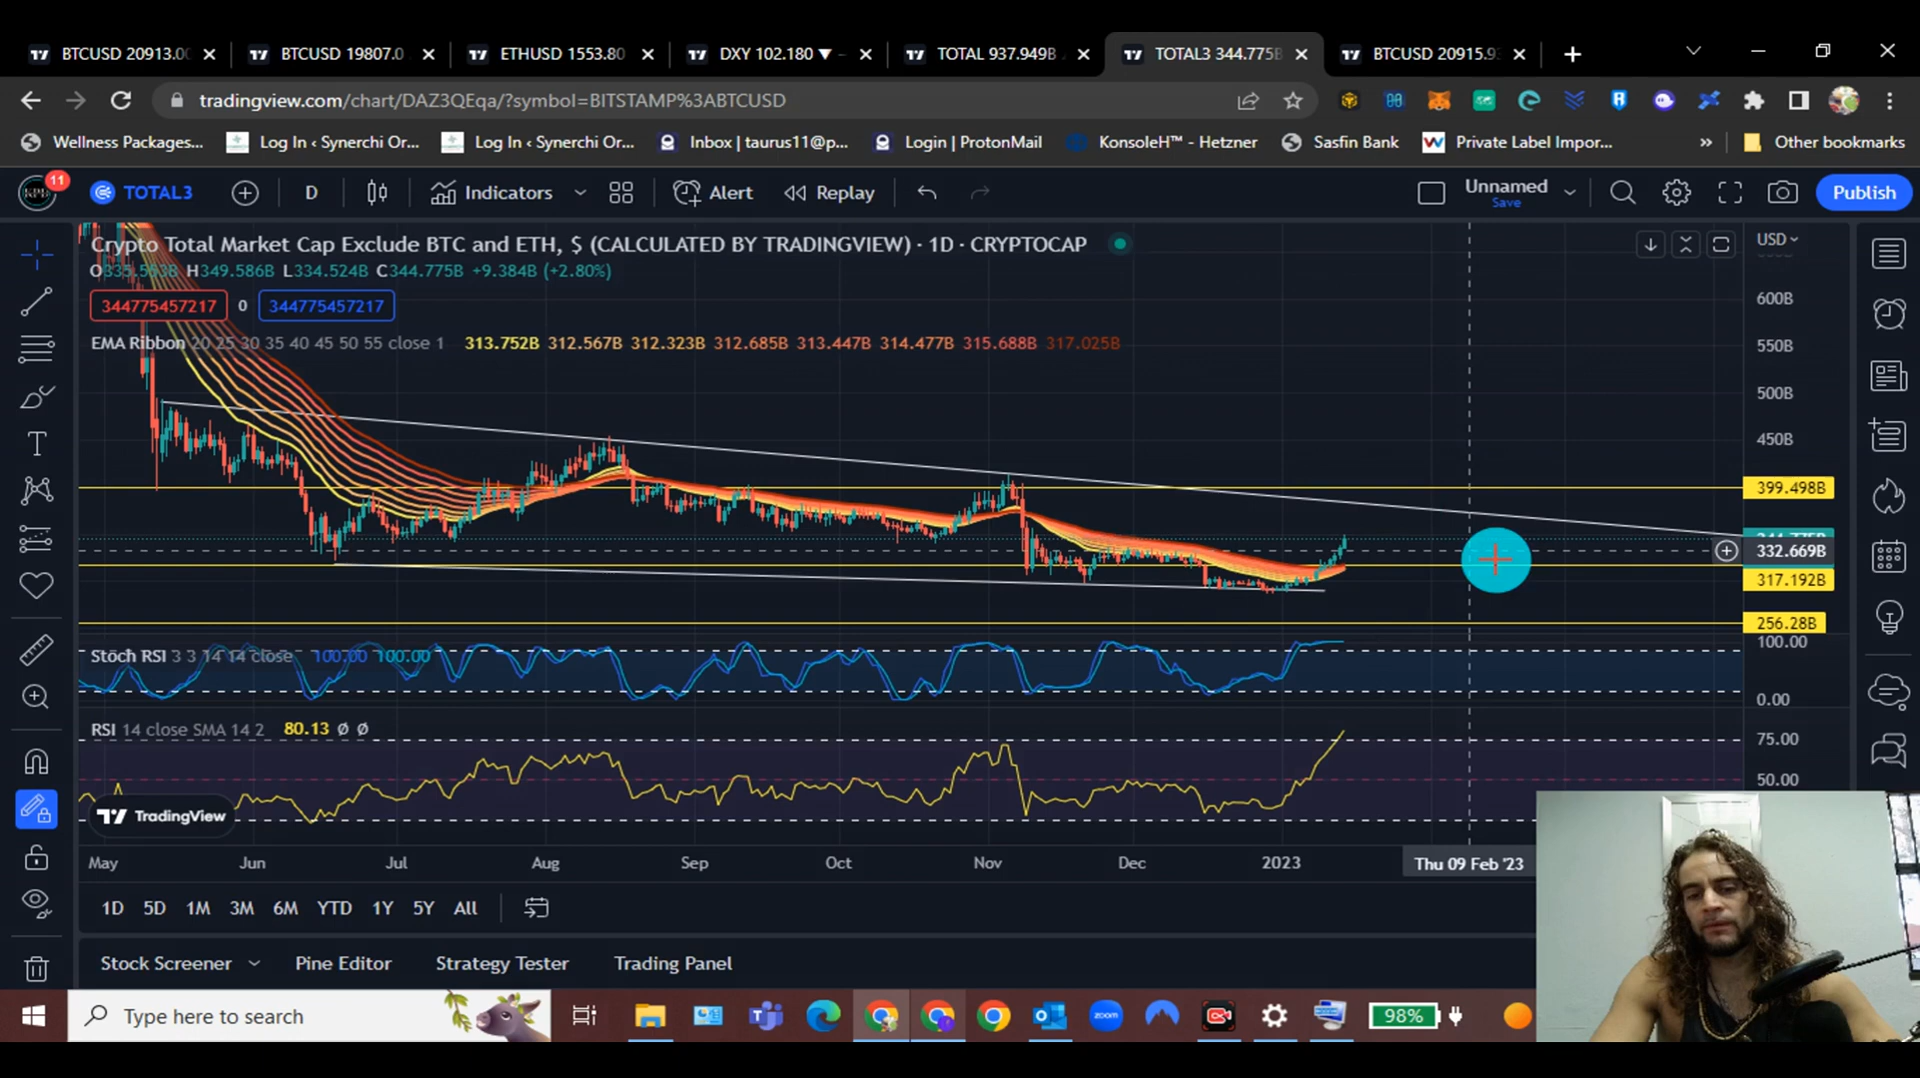 BTCUSD 20913.00
BTCUSD 19807.0
ETHUSD 1553.80
DXY 102.180 ▼ −
TOTAL 937.949B
TOTAL3 344.775B
BTCUSD 20915.9
tradingview.com/chart/DAZ3QEqa/?symbol=BITSTAMP%3ABTCUSD
Wellness Packages...
Log In ‹ Synerchi Or...
Log In ‹ Synerchi Or...
Inbox | taurus11@p...
Login | ProtonMail
KonsoleH™ - Hetzner
Sasfin Bank
Private Label Impor...
»
Other bookmarks
11
TOTAL3
D
Indicators
Alert
Replay
Unnamed
Save
Publish
Crypto Total Market Cap Exclude BTC and ETH, $ (CALCULATED BY TRADINGVIEW) · 1D · CRYPTOCAP
O335.563B H349.586B L334.524B C344.775B +9.384B (+2.80%)
344775457217 0 344775457217
EMA Ribbon 20 25 30 35 40 45 50 55 close 1 313.752B 312.567B 312.323B 312.685B 313.447B 314.477B 315.688B 317.025B
USD
600B
550B
500B
450B
399.498B
344.775B
332.669B
317.192B
256.28B
Stoch RSI 3 3 14 14 close 100.00 100.00
100.00
0.00
RSI 14 close SMA 14 2 80.13 Ø Ø
75.00
50.00
TradingView
May Jun Jul Aug Sep Oct Nov Dec 2023 Thu 09 Feb '23
1D 5D 1M 3M 6M YTD 1Y 5Y All
Stock Screener Pine Editor Strategy Tester Trading Panel
Type here to search
zoom
98%